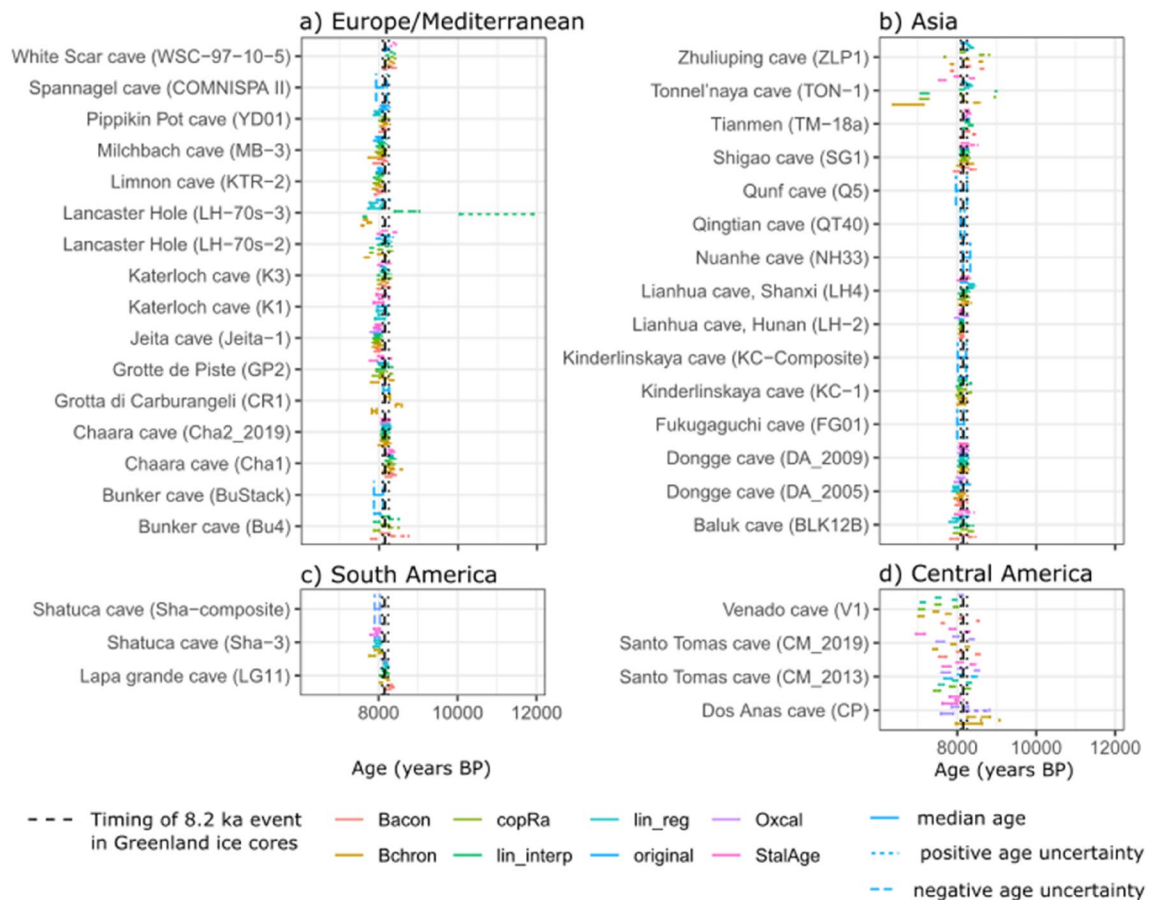 a) Europe/Mediterranean
White Scar cave (WSC−97−10−5)
Spannagel cave (COMNISPA II)
Pippikin Pot cave (YD01)
Milchbach cave (MB−3)
Limnon cave (KTR−2)
Lancaster Hole (LH−70s−3)
Lancaster Hole (LH−70s−2)
Katerloch cave (K3)
Katerloch cave (K1)
Jeita cave (Jeita−1)
Grotte de Piste (GP2)
Grotta di Carburangeli (CR1)
Chaara cave (Cha2_2019)
Chaara cave (Cha1)
Bunker cave (BuStack)
Bunker cave (Bu4)
b) Asia
Zhuliuping cave (ZLP1)
Tonnel'naya cave (TON−1)
Tianmen (TM−18a)
Shigao cave (SG1)
Qunf cave (Q5)
Qingtian cave (QT40)
Nuanhe cave (NH33)
Lianhua cave, Shanxi (LH4)
Lianhua cave, Hunan (LH−2)
Kinderlinskaya cave (KC−Composite)
Kinderlinskaya cave (KC−1)
Fukugaguchi cave (FG01)
Dongge cave (DA_2009)
Dongge cave (DA_2005)
Baluk cave (BLK12B)
c) South America
Shatuca cave (Sha−composite)
Shatuca cave (Sha−3)
Lapa grande cave (LG11)
8000 10000 12000
Age (years BP)
d) Central America
Venado cave (V1)
Santo Tomas cave (CM_2019)
Santo Tomas cave (CM_2013)
Dos Anas cave (CP)
8000 10000 12000
Age (years BP)
Timing of 8.2 ka event
in Greenland ice cores
Bacon copRa lin_reg Oxcal
Bchron lin_interp original StalAge
median age
positive age uncertainty
negative age uncertainty